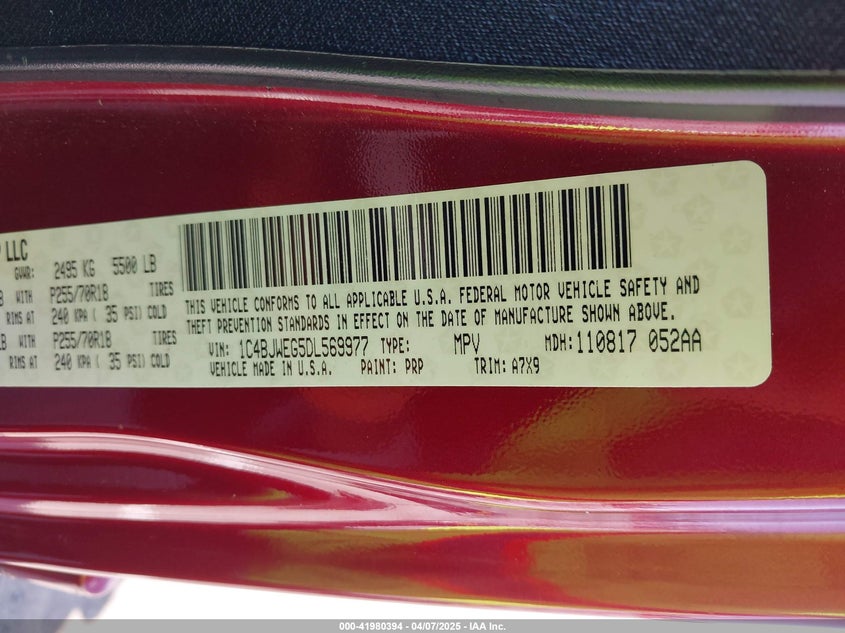 LLC
GVWR: 2495 KG 5500 LB
WITH P255/70R18 TIRES
RIMS AT 240 KPA ( 35 PSI) COLD
WITH P255/70R18 TIRES
RIMS AT 240 KPA ( 35 PSI) COLD
THIS VEHICLE CONFORMS TO ALL APPLICABLE U.S.A. FEDERAL MOTOR VEHICLE SAFETY AND
THEFT PREVENTION STANDARDS IN EFFECT ON THE DATE OF MANUFACTURE SHOWN ABOVE.
VIN: 1C4BJWEG5DL569977 TYPE: MPV MDH: 110817 052AA
VEHICLE MADE IN U.S.A. PAINT: PRP TRIM: A7X9
000-41980394 - 04/07/2025 - IAA Inc.